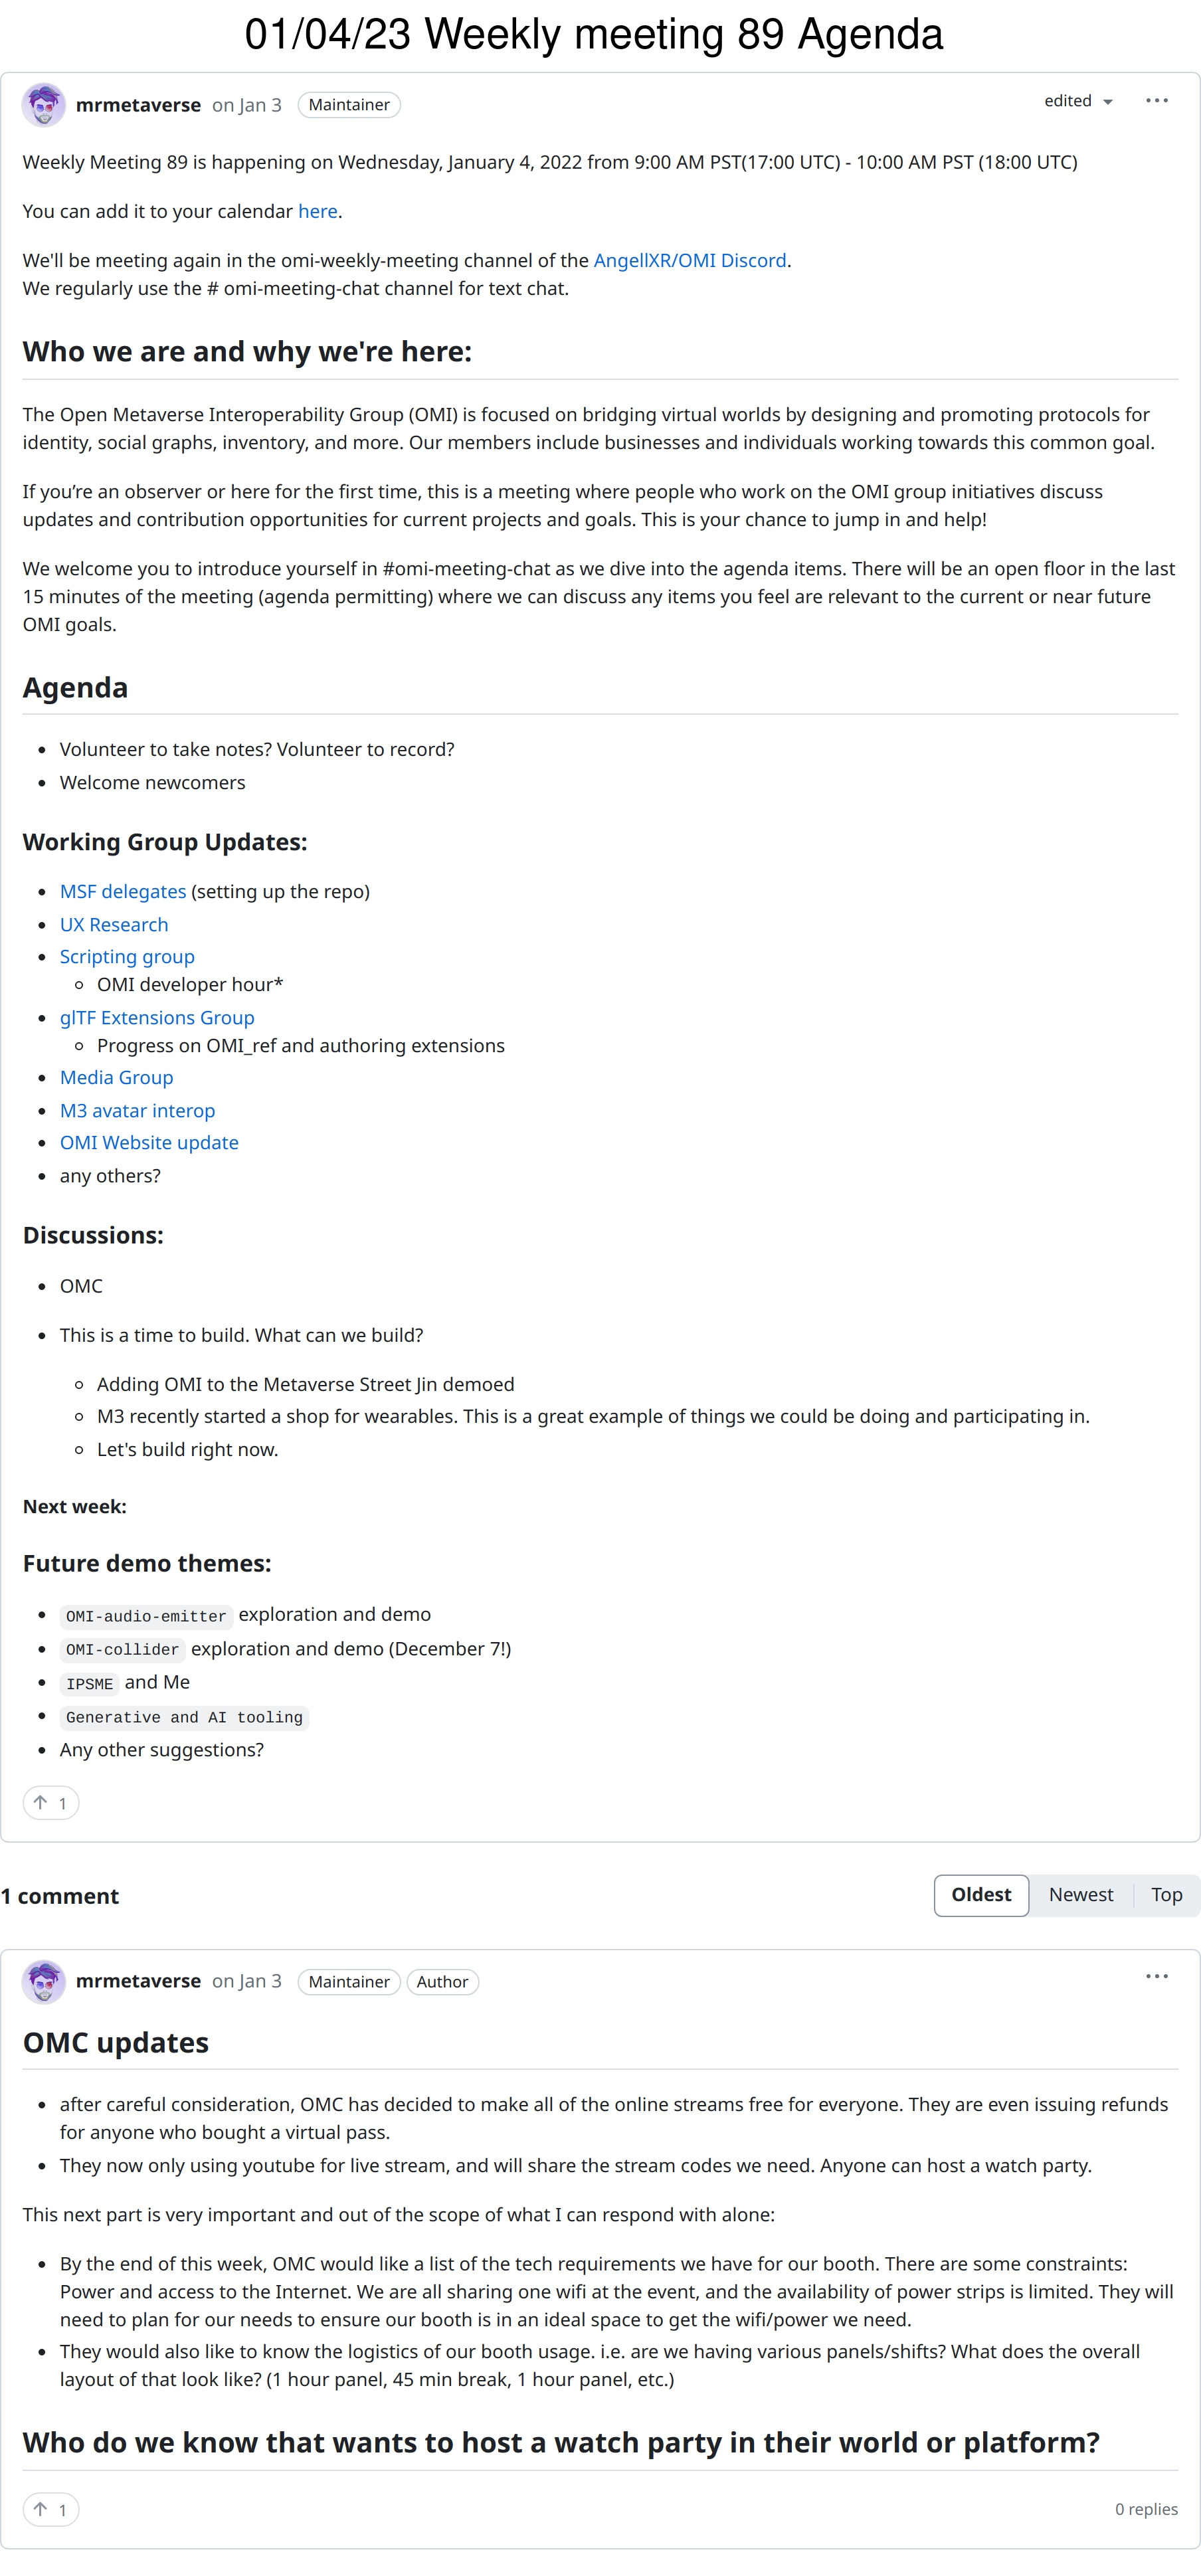 01/04/23 Weekly meeting 89 Agenda
mrmetaverse on Jan 3 Maintainer edited
Weekly Meeting 89 is happening on Wednesday, January 4, 2022 from 9:00 AM PST(17:00 UTC) - 10:00 AM PST (18:00 UTC)
You can add it to your calendar here.
We'll be meeting again in the omi-weekly-meeting channel of the AngellXR/OMI Discord.
We regularly use the # omi-meeting-chat channel for text chat.
Who we are and why we're here:
The Open Metaverse Interoperability Group (OMI) is focused on bridging virtual worlds by designing and promoting protocols for
identity, social graphs, inventory, and more. Our members include businesses and individuals working towards this common goal.
If you’re an observer or here for the first time, this is a meeting where people who work on the OMI group initiatives discuss
updates and contribution opportunities for current projects and goals. This is your chance to jump in and help!
We welcome you to introduce yourself in #omi-meeting-chat as we dive into the agenda items. There will be an open floor in the last
15 minutes of the meeting (agenda permitting) where we can discuss any items you feel are relevant to the current or near future
OMI goals.
Agenda
• Volunteer to take notes? Volunteer to record?
• Welcome newcomers
Working Group Updates:
• MSF delegates (setting up the repo)
• UX Research
• Scripting group
◦ OMI developer hour*
• glTF Extensions Group
◦ Progress on OMI_ref and authoring extensions
• Media Group
• M3 avatar interop
• OMI Website update
• any others?
Discussions:
• OMC
• This is a time to build. What can we build?
◦ Adding OMI to the Metaverse Street Jin demoed
◦ M3 recently started a shop for wearables. This is a great example of things we could be doing and participating in.
◦ Let's build right now.
Next week:
Future demo themes:
• OMI-audio-emitter exploration and demo
• OMI-collider exploration and demo (December 7!)
• IPSME and Me
• Generative and AI tooling
• Any other suggestions?
↑ 1
1 comment Oldest Newest Top
mrmetaverse on Jan 3 Maintainer Author
OMC updates
• after careful consideration, OMC has decided to make all of the online streams free for everyone. They are even issuing refunds
for anyone who bought a virtual pass.
• They now only using youtube for live stream, and will share the stream codes we need. Anyone can host a watch party.
This next part is very important and out of the scope of what I can respond with alone:
• By the end of this week, OMC would like a list of the tech requirements we have for our booth. There are some constraints:
Power and access to the Internet. We are all sharing one wifi at the event, and the availability of power strips is limited. They will
need to plan for our needs to ensure our booth is in an ideal space to get the wifi/power we need.
• They would also like to know the logistics of our booth usage. i.e. are we having various panels/shifts? What does the overall
layout of that look like? (1 hour panel, 45 min break, 1 hour panel, etc.)
Who do we know that wants to host a watch party in their world or platform?
↑ 1 0 replies